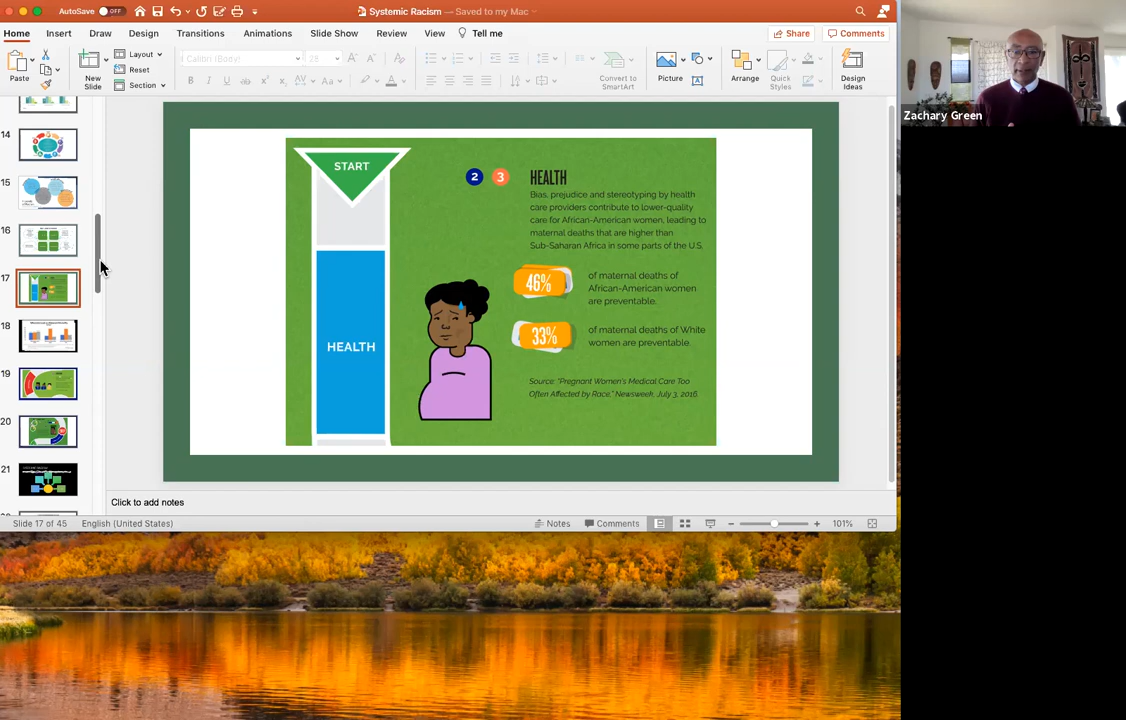 AutoSave OFF
Systemic Racism — Saved to my Mac
Home Insert Draw Design Transitions Animations Slide Show Review View Tell me
Share Comments
Paste
New Slide
Layout
Reset
Section
Calibri (Body) 28
Convert to SmartArt
Picture
Arrange
Quick Styles
Design Ideas
Zachary Green
14
15
16
17
18
19
20
21
START
HEALTH
2 3 HEALTH
Bias, prejudice and stereotyping by health
care providers contribute to lower-quality
care for African-American women, leading to
maternal deaths that are higher than
Sub-Saharan Africa in some parts of the U.S.
46% of maternal deaths of
African-American women
are preventable.
33% of maternal deaths of White
women are preventable
Source: "Pregnant Women's Medical Care Too
Often Affected by Race," Newsweek, July 3, 2016.
Click to add notes
Slide 17 of 45 English (United States) Notes Comments 101%